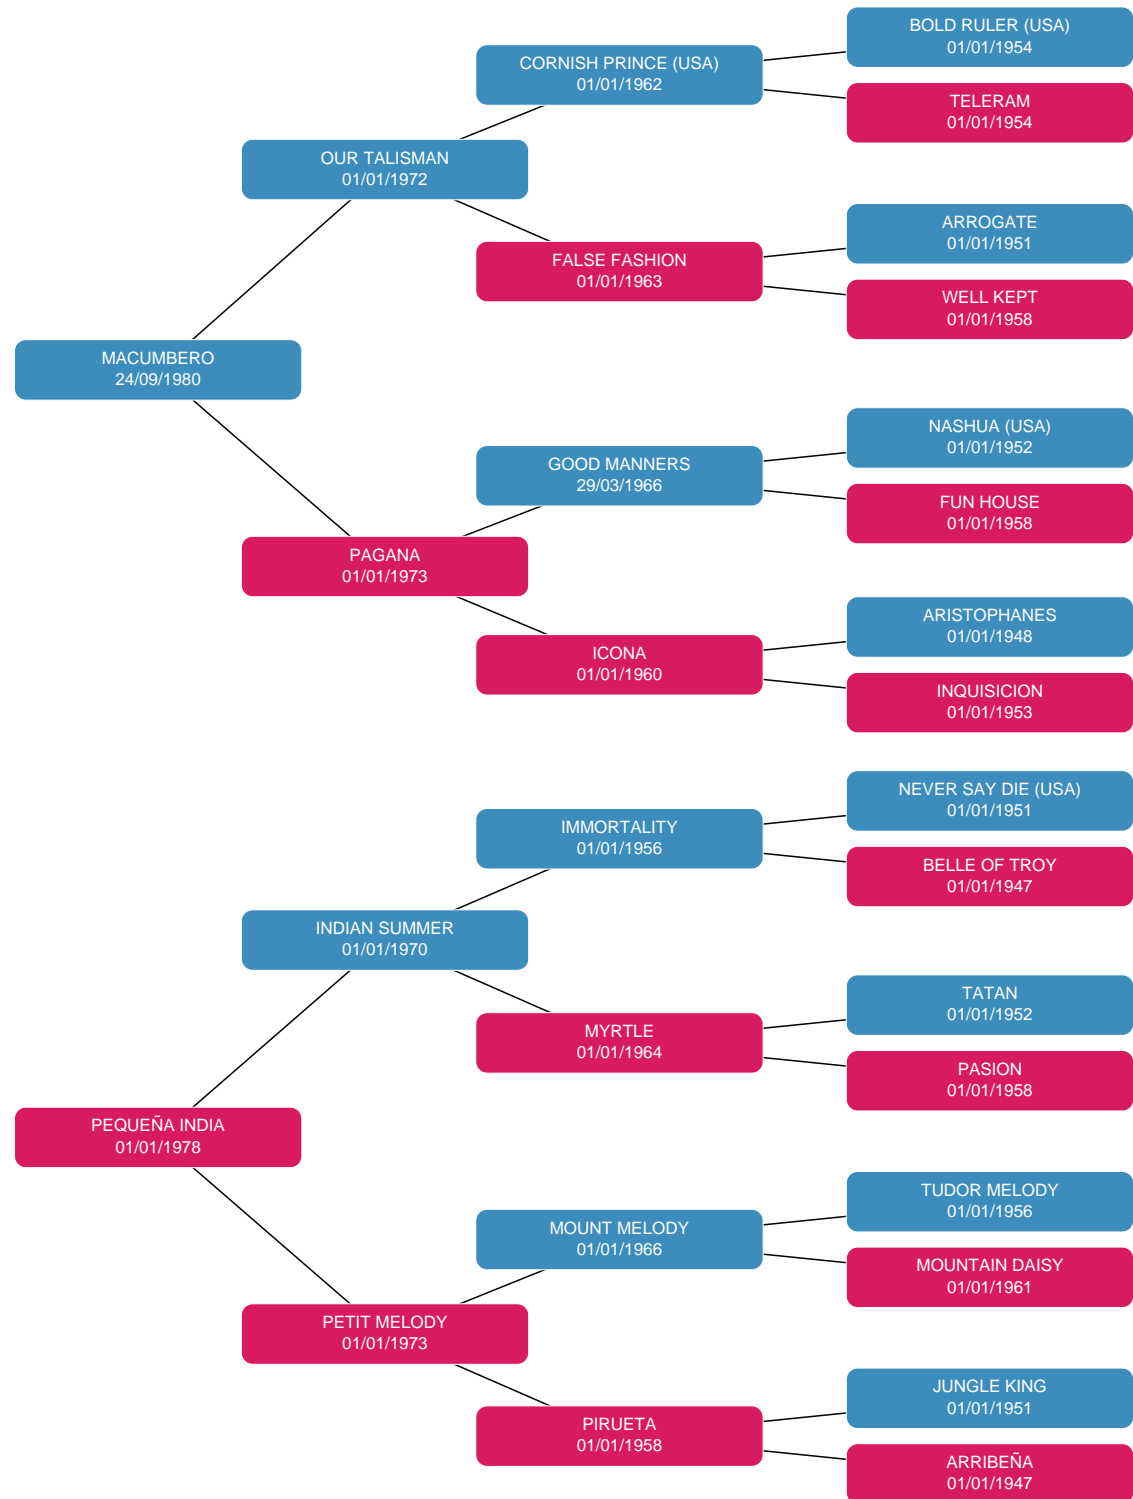 BOLD RULER (USA)
01/01/1954
CORNISH PRINCE (USA)
01/01/1962
TELERAM
01/01/1954
OUR TALISMAN
01/01/1972
ARROGATE
01/01/1951
FALSE FASHION
01/01/1963
WELL KEPT
01/01/1958
MACUMBERO
24/09/1980
NASHUA (USA)
01/01/1952
GOOD MANNERS
29/03/1966
FUN HOUSE
01/01/1958
PAGANA
01/01/1973
ARISTOPHANES
01/01/1948
ICONA
01/01/1960
INQUISICION
01/01/1953
NEVER SAY DIE (USA)
01/01/1951
IMMORTALITY
01/01/1956
BELLE OF TROY
01/01/1947
INDIAN SUMMER
01/01/1970
TATAN
01/01/1952
MYRTLE
01/01/1964
PASION
01/01/1958
PEQUEÑA INDIA
01/01/1978
TUDOR MELODY
01/01/1956
MOUNT MELODY
01/01/1966
MOUNTAIN DAISY
01/01/1961
PETIT MELODY
01/01/1973
JUNGLE KING
01/01/1951
PIRUETA
01/01/1958
ARRIBEÑA
01/01/1947